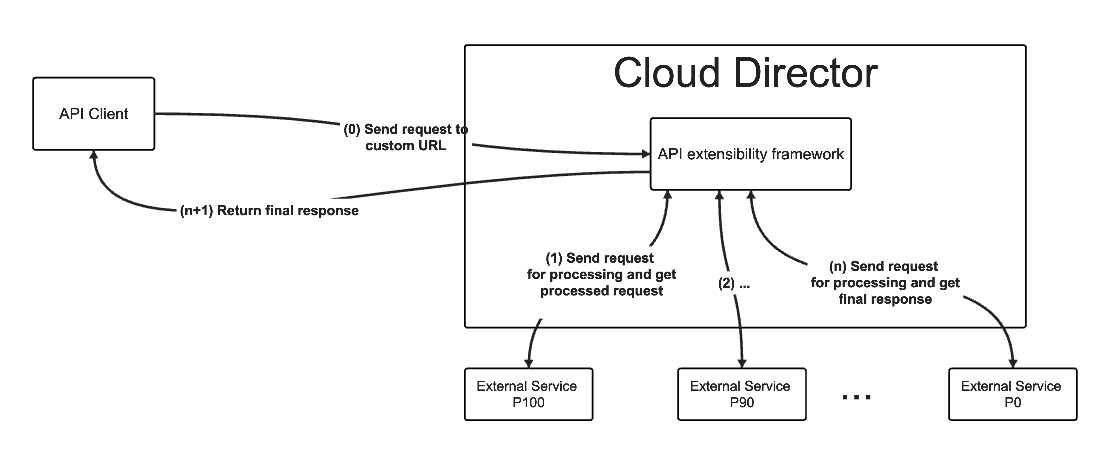 Cloud Director
API Client
(0) Send request to
custom URL
API extensibility framework
(n+1) Return final response
(1) Send request
for processing and get
processed request
(2) ...
(n) Send request
for processing and get
final response
External Service
P100
External Service
P90
...
External Service
P0